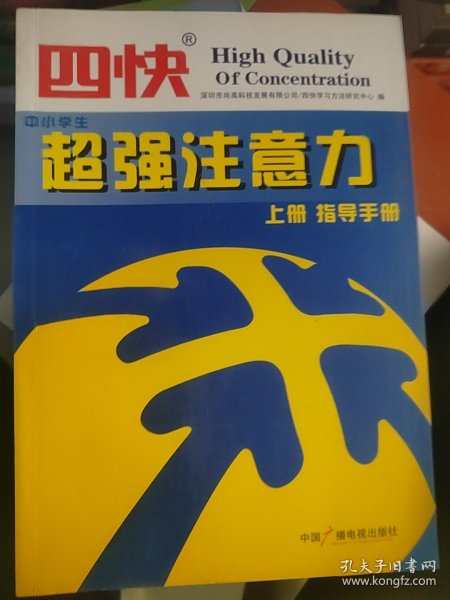 四快®
High Quality
Of Concentration
深圳市尚高科技发展有限公司/四快学习方法研究中心 编
中小学生
超强注意力
上册 指导手册
中国广播电视出版社
孔夫子旧书网
www.kongfz.com